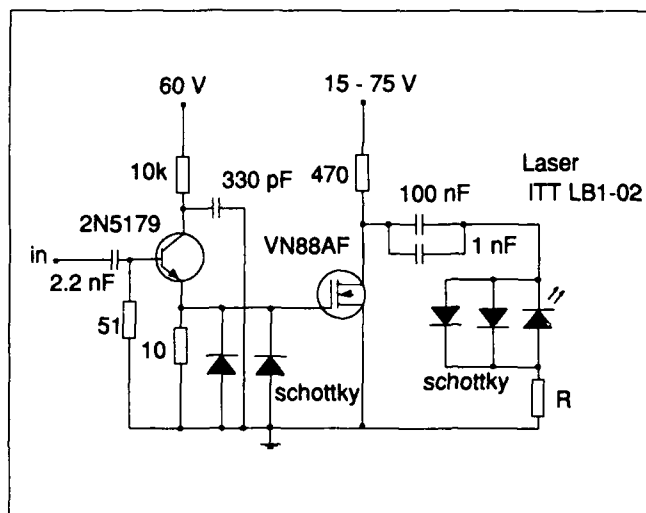 60 V
15 - 75 V
10k
330 pF
470
100 nF
Laser
ITT LB1-02
2N5179
VN88AF
1 nF
in
2.2 nF
51
10
schottky
schottky
R